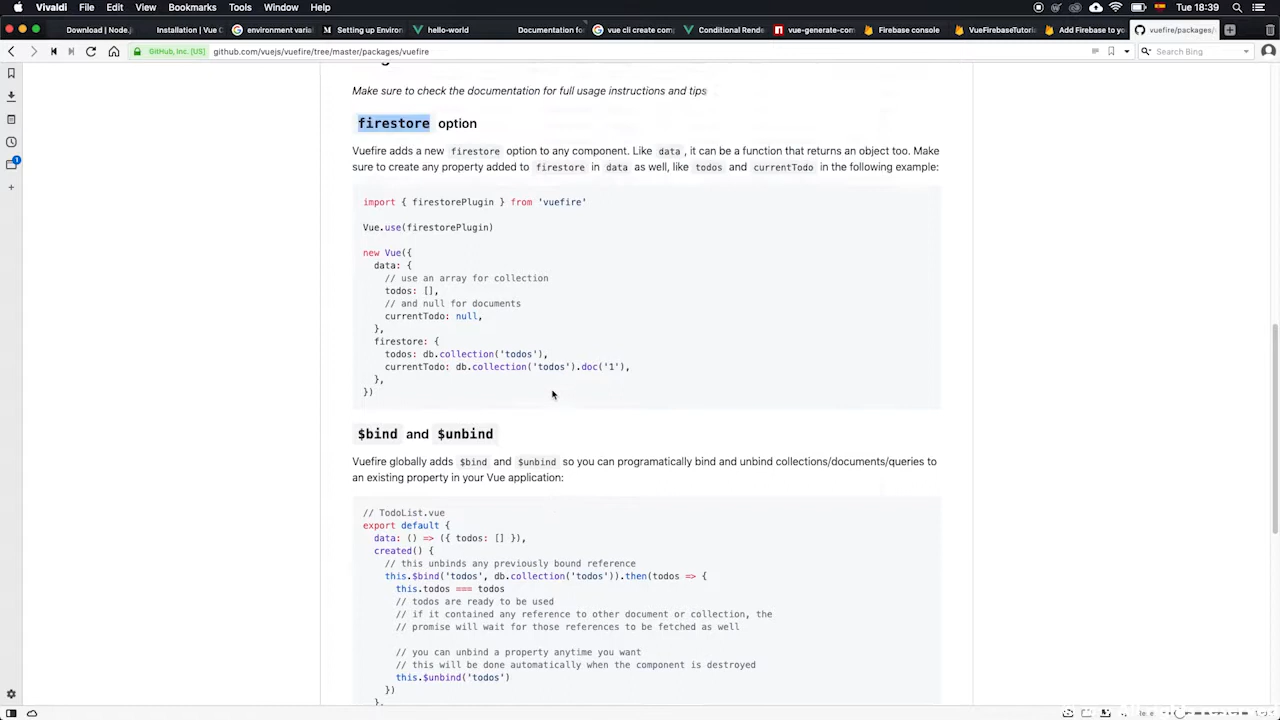 Vivaldi File Edit View Bookmarks Todos Tools Window Help Tue 18:39
Download | Node.j Installation | Vue C environment varia Setting up Environ hello-world Documentation fo vue cli create com Conditional Rende vue-generate-com Firebase console VueFirebaseTutoria Add Firebase to yo vuefire/packages/v
GitHub, Inc. [US] github.com/vuejs/vuefire/tree/master/packages/vuefire Search Bing
Make sure to check the documentation for full usage instructions and tips
firestore option
Vuefire adds a new firestore option to any component. Like data, it can be a function that returns an object too. Make
sure to create any property added to firestore in data as well, like todos and currentTodo in the following example:
import { firestorePlugin } from 'vuefire'
Vue.use(firestorePlugin)
new Vue({
data: {
// use an array for collection
todos: [],
// and null for documents
currentTodo: null,
},
firestore: {
todos: db.collection('todos'),
currentTodo: db.collection('todos').doc('1'),
},
})
$bind and $unbind
Vuefire globally adds $bind and $unbind so you can programatically bind and unbind collections/documents/queries to
an existing property in your Vue application:
// TodoList.vue
export default {
data: () => ({ todos: [] }),
created() {
// this unbinds any previously bound reference
this.$bind('todos', db.collection('todos')).then(todos => {
this.todos === todos
// todos are ready to be used
// if it contained any reference to other document or collection, the
// promise will wait for those references to be fetched as well
// you can unbind a property anytime you want
// this will be done automatically when the component is destroyed
this.$unbind('todos')
})
},